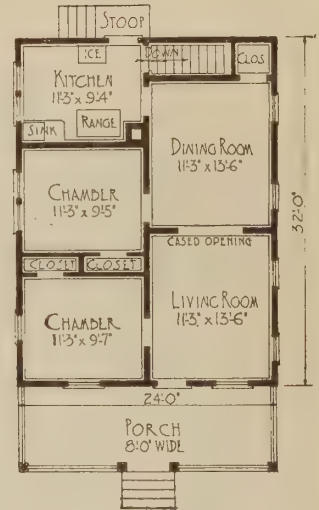 STOOP
ICE
DOWN
CLOS.
KITCHEN
11'-3" x 9'-4"
SINK
RANGE
DINING ROOM
11'-3" x 13'-6"
CHAMBER
11'-3" x 9'-5"
32'-0"
CASED OPENING
CLOSET
CLOSET
LIVING ROOM
11'-3" x 13'-6"
CHAMBER
11'-3" x 9'-7"
24'-0"
PORCH
8'-0" WIDE